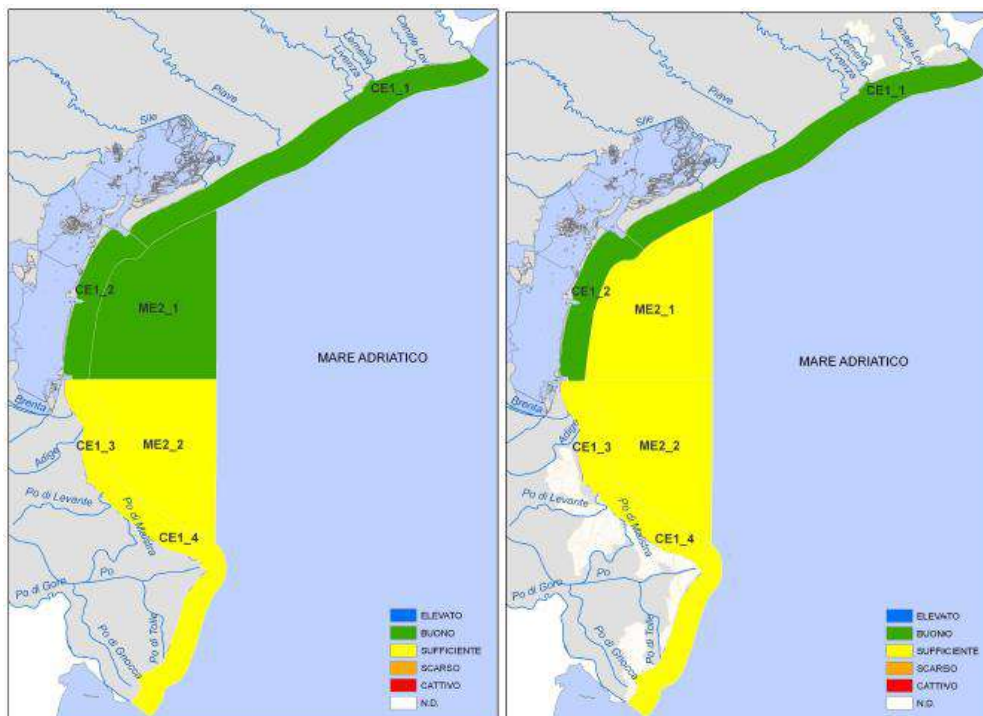 Canale Lov
Lemene
Livenza
CE1_1
Piave
Sile
CE1_2
ME2_1
MARE ADRIATICO
Brenta
Adige
CE1_3
ME2_2
Po di Levante
Po di Maistra
CE1_4
Po
Po di Goro
Po di Gnocca
Po di Tolle
ELEVATO
BUONO
SUFFICIENTE
SCARSO
CATTIVO
N.D.
Canale Lov
Lemene
Livenza
CE1_1
Piave
Sile
CE1_2
ME2_1
MARE ADRIATICO
Brenta
Adige
CE1_3
ME2_2
Po di Levante
Po di Maistra
CE1_4
Po
Po di Goro
Po di Gnocca
Po di Tolle
ELEVATO
BUONO
SUFFICIENTE
SCARSO
CATTIVO
N.D.